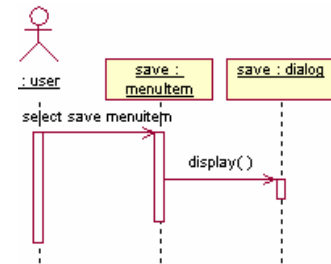 : user
save :
menuItem
save : dialog
select save menuitem
display( )